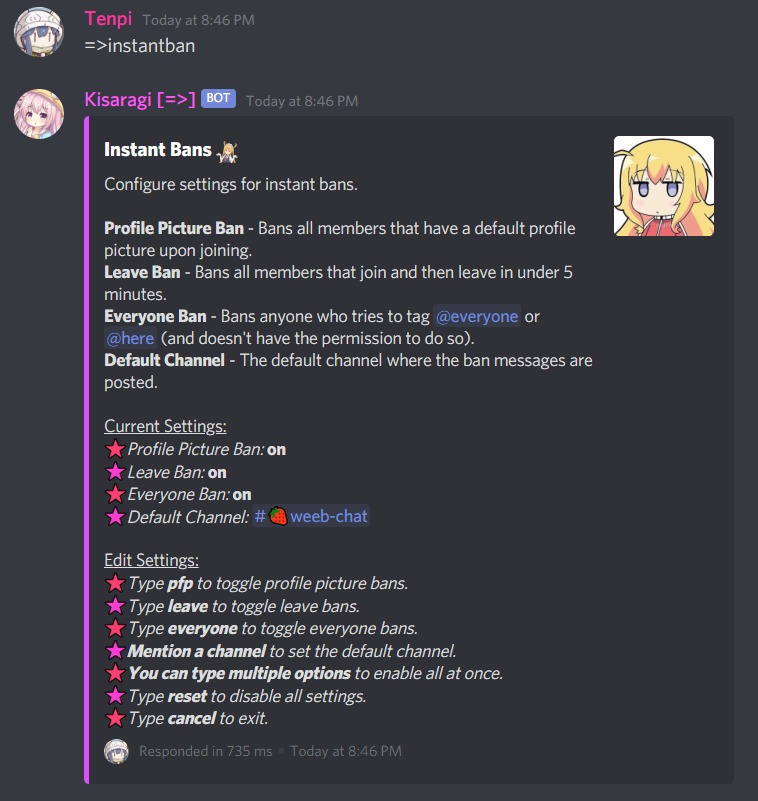 Tenpi Today at 8:46 PM
=>instantban
Kisaragi [=>] BOT Today at 8:46 PM
Instant Bans
Configure settings for instant bans.
Profile Picture Ban - Bans all members that have a default profile
picture upon joining.
Leave Ban - Bans all members that join and then leave in under 5
minutes.
Everyone Ban - Bans anyone who tries to tag @everyone or
@here (and doesn't have the permission to do so).
Default Channel - The default channel where the ban messages are
posted.
Current Settings:
Profile Picture Ban: on
Leave Ban: on
Everyone Ban: on
Default Channel: #🍓weeb-chat
Edit Settings:
Type pfp to toggle profile picture bans.
Type leave to toggle leave bans.
Type everyone to toggle everyone bans.
Mention a channel to set the default channel.
You can type multiple options to enable all at once.
Type reset to disable all settings.
Type cancel to exit.
Responded in 735 ms • Today at 8:46 PM